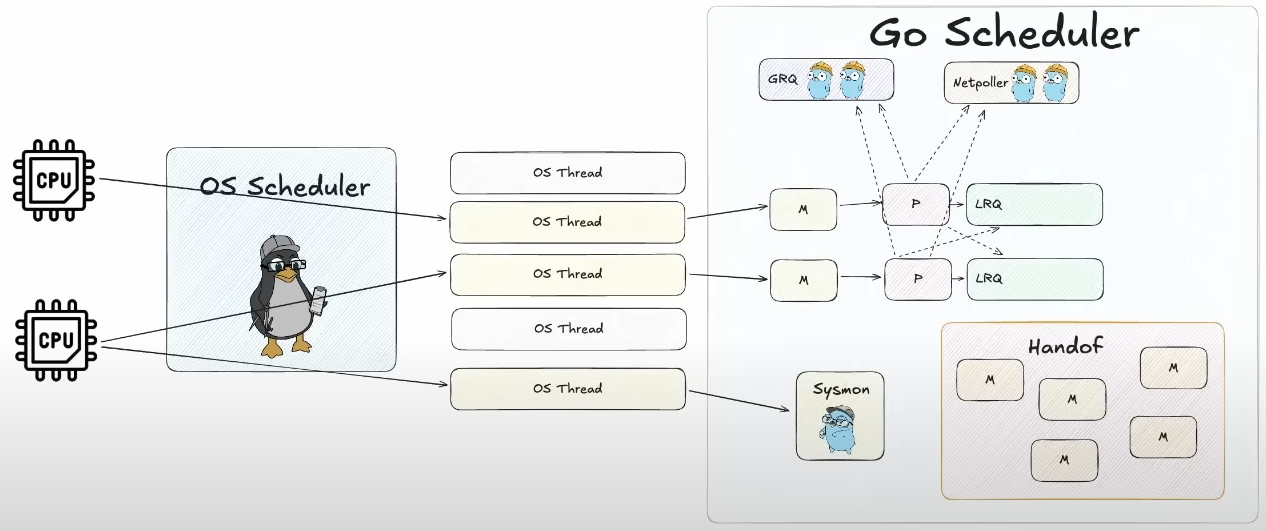 Go Scheduler
GRQ
Netpoller
CPU
OS Scheduler
OS Thread
OS Thread
M
P
LRQ
OS Thread
M
P
LRQ
CPU
OS Thread
Handof
OS Thread
Sysmon
M
M
M
M
M